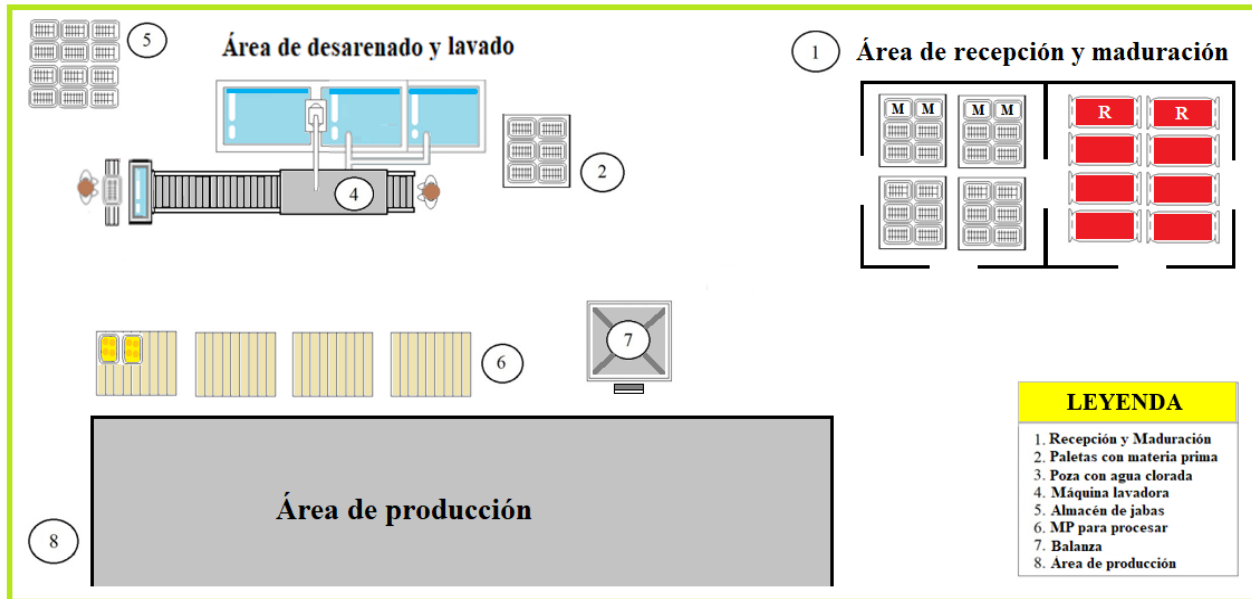 5
Área de desarenado y lavado
1
Área de recepción y maduración
M M M M
R R
2
4
7
6
LEYENDA
1. Recepción y Maduración
2. Paletas con materia prima
3. Poza con agua clorada
4. Máquina lavadora
5. Almacén de jabas
6. MP para procesar
7. Balanza
8. Área de producción
Área de producción
8